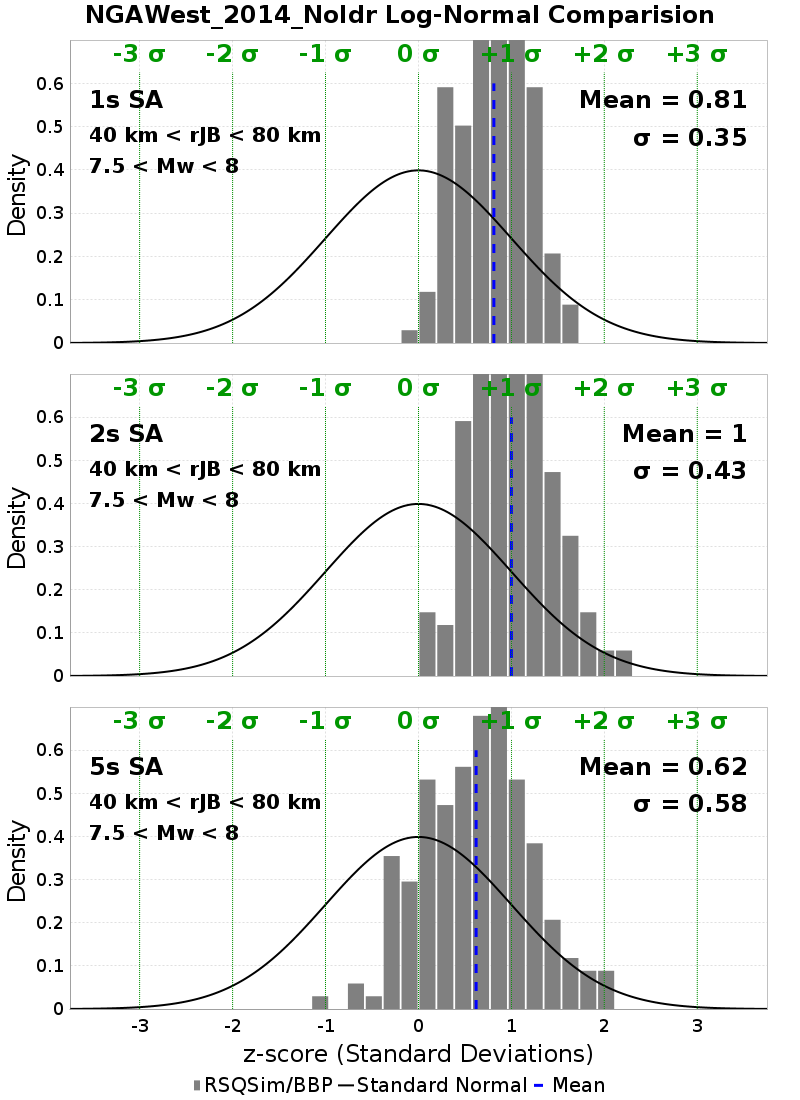 NGAWest_2014_NoIdr Log-Normal Comparision
-3 σ -2 σ -1 σ 0 σ +1 σ +2 σ +3 σ
1s SA
40 km < rJB < 80 km
7.5 < Mw < 8
Mean = 0.81
σ = 0.35
Density
0.6
0.5
0.4
0.3
0.2
0.1
0
-3 σ -2 σ -1 σ 0 σ +1 σ +2 σ +3 σ
2s SA
40 km < rJB < 80 km
7.5 < Mw < 8
Mean = 1
σ = 0.43
Density
0.6
0.5
0.4
0.3
0.2
0.1
0
-3 σ -2 σ -1 σ 0 σ +1 σ +2 σ +3 σ
5s SA
40 km < rJB < 80 km
7.5 < Mw < 8
Mean = 0.62
σ = 0.58
Density
0.6
0.5
0.4
0.3
0.2
0.1
0
-3 -2 -1 0 1 2 3
z-score (Standard Deviations)
RSQSim/BBP Standard Normal Mean